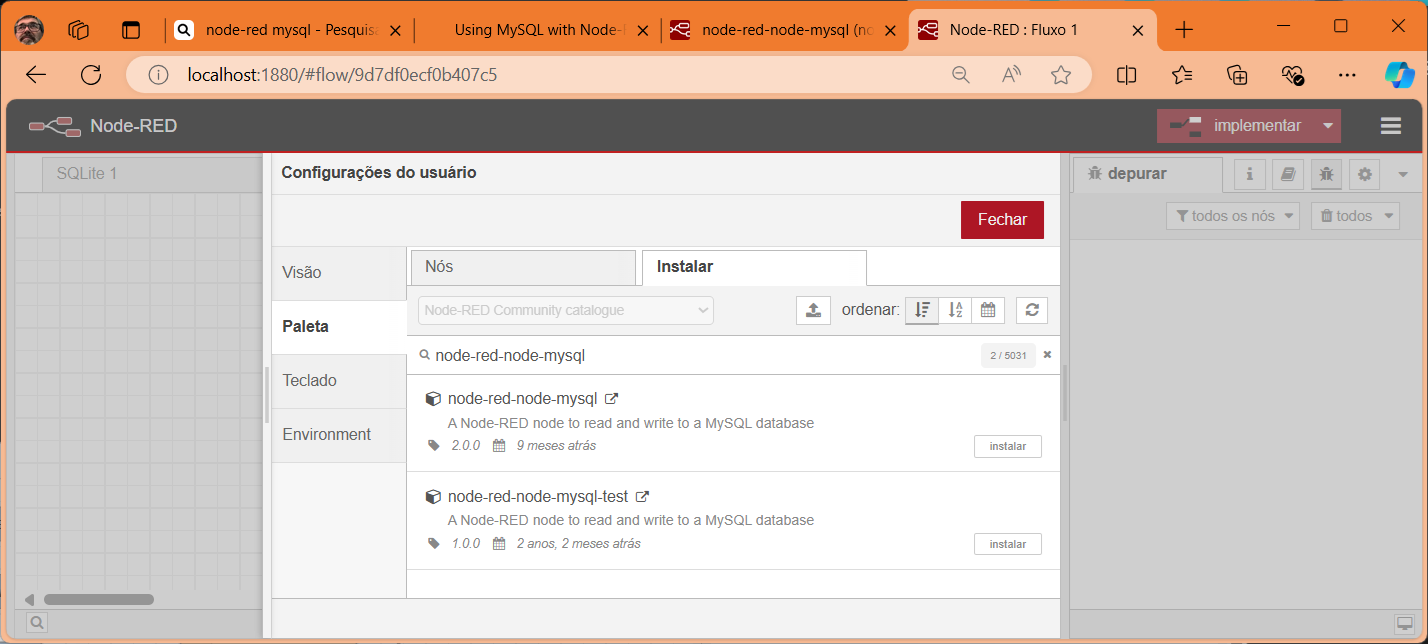 node-red mysql - Pesquisa
Using MySQL with Node-
node-red-node-mysql (no
Node-RED : Fluxo 1
localhost:1880/#flow/9d7df0ecf0b407c5
Node-RED
implementar
SQLite 1
Configurações do usuário
depurar
Fechar
todos os nós
todos
Visão
Paleta
Teclado
Environment
Nós
Instalar
Node-RED Community catalogue
ordenar:
node-red-node-mysql
2 / 5031
node-red-node-mysql
A Node-RED node to read and write to a MySQL database
2.0.0 9 meses atrás
instalar
node-red-node-mysql-test
A Node-RED node to read and write to a MySQL database
1.0.0 2 anos, 2 meses atrás
instalar